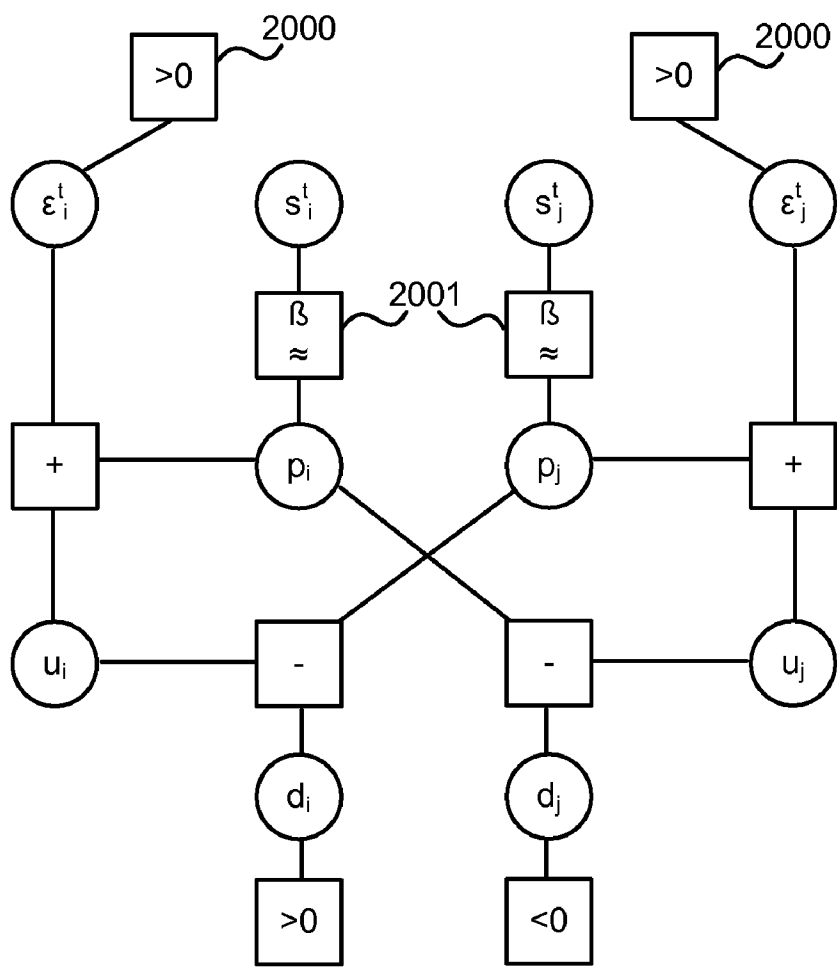 2000
2000
>0
>0
ε^t_i
s^t_i
s^t_j
ε^t_j
2001
ß
≈
ß
≈
+
p_i
p_j
+
u_i
-
-
u_j
d_i
d_j
>0
<0